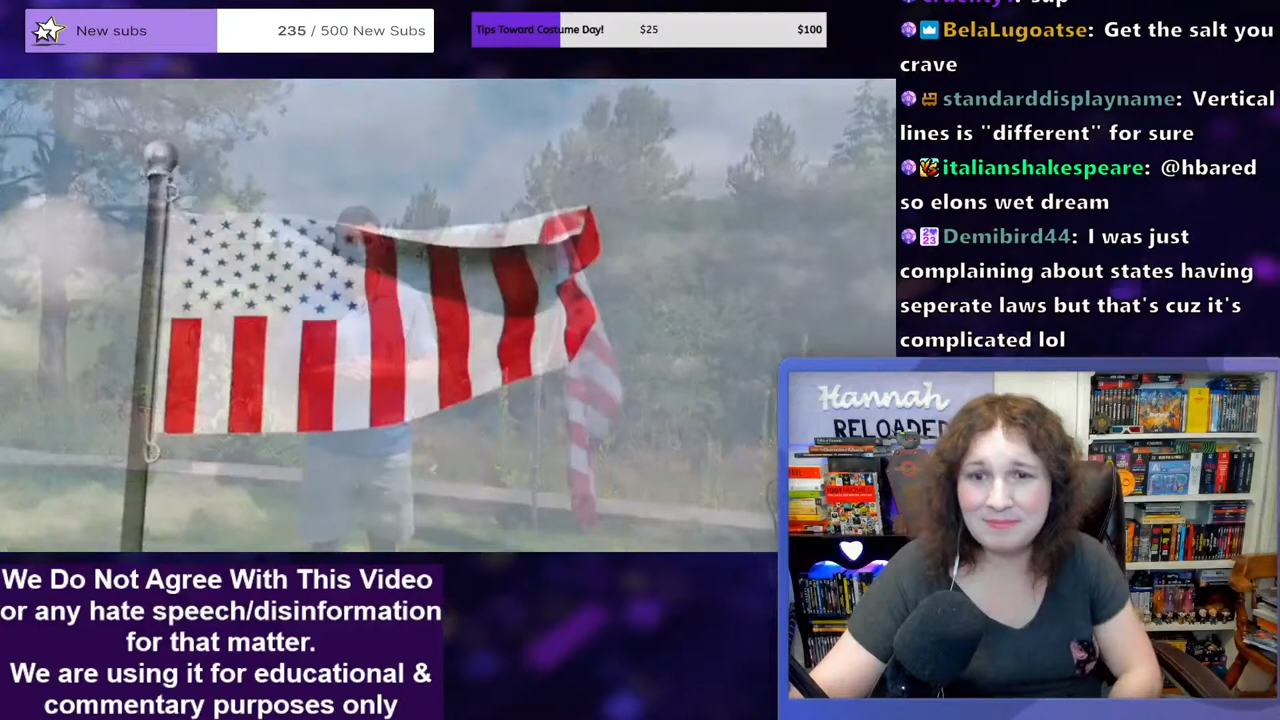 New subs
235 / 500 New Subs
Tips Toward Costume Day!
$25
$100
BelaLugoatse: Get the salt you
crave
standarddisplayname: Vertical
lines is "different" for sure
italianshakespeare: @hbared
so elons wet dream
Demibird44: I was just
complaining about states having
seperate laws but that's cuz it's
complicated lol
Hannah
RELOADED
We Do Not Agree With This Video
or any hate speech/disinformation
for that matter.
We are using it for educational &
commentary purposes only